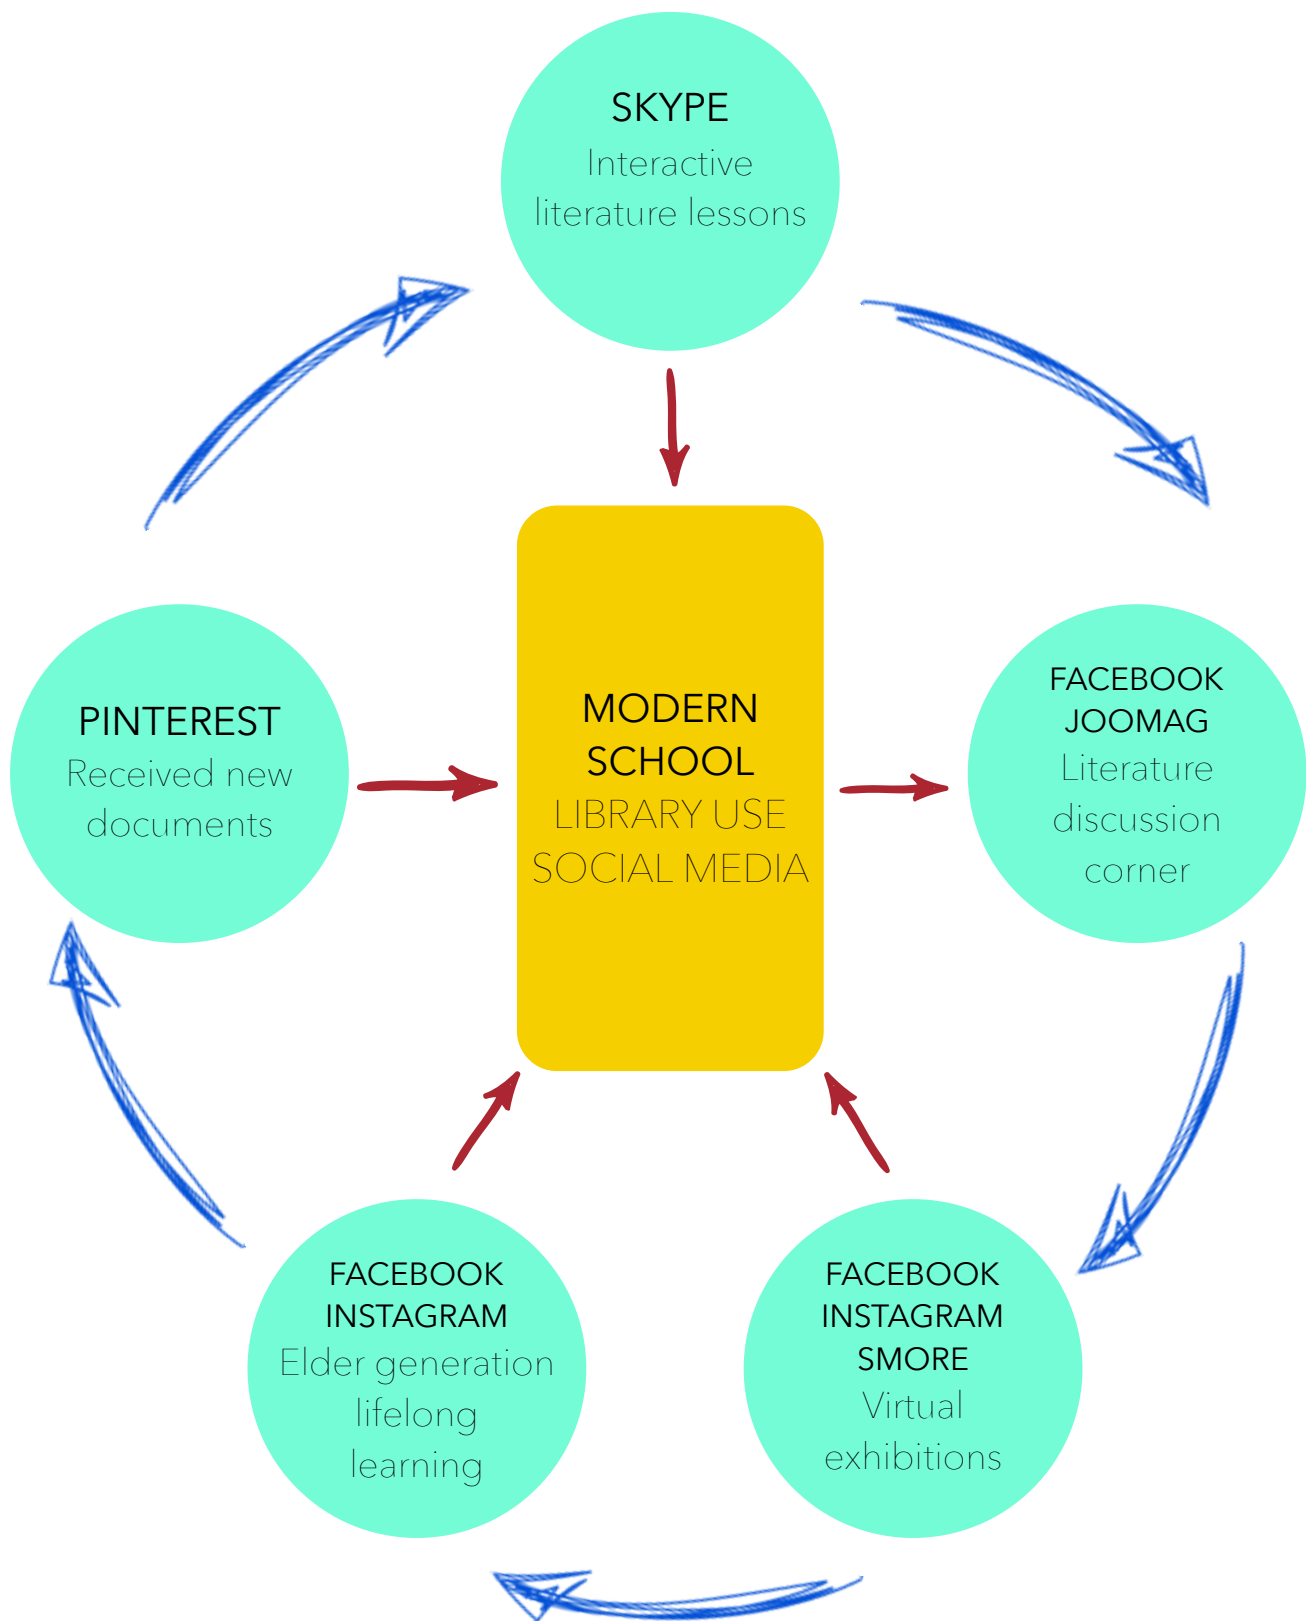 SKYPE
Interactive
literature lessons
PINTEREST
Received new
documents
MODERN
SCHOOL
LIBRARY USE
SOCIAL MEDIA
FACEBOOK
JOOMAG
Literature
discussion
corner
FACEBOOK
INSTAGRAM
Elder generation
lifelong
learning
FACEBOOK
INSTAGRAM
SMORE
Virtual
exhibitions